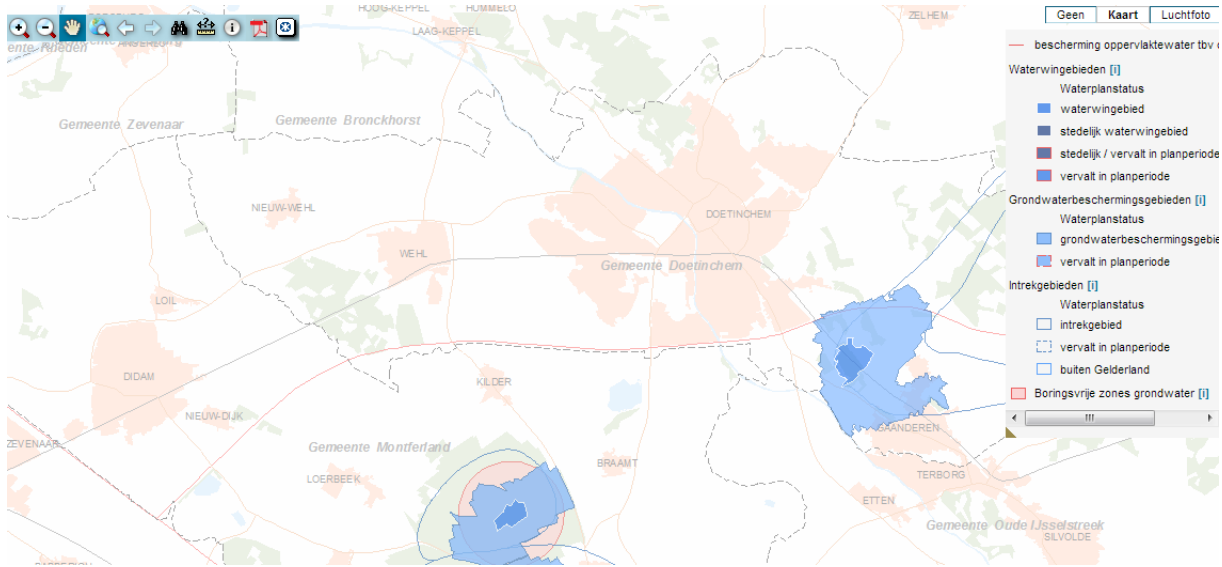 HOOG-KEPPEL
HUMMELO
ZELHEM
Geen Kaart Luchtfoto
LAAG-KEPPEL
bescherming oppervlaktewater tbv
Waterwingebieden [i]
Waterplanstatus
waterwingebied
stedelijk waterwingebied
stedelijk / vervalt in planperiode
vervalt in planperiode
Grondwaterbeschermingsgebieden [i]
Waterplanstatus
grondwaterbeschermingsgebie
vervalt in planperiode
Intrekgebieden [i]
Waterplanstatus
intrekgebied
vervalt in planperiode
buiten Gelderland
Boringsvrije zones grondwater [i]
Gemeente Zevenaar
Gemeente Bronckhorst
NIEUW-WEHL
DOETINCHEM
WEHL
Gemeente Doetinchem
LOIL
DIDAM
KILDER
NIEUW-DIJK
ZEVENAAR
Gemeente Montferland
GAANDEREN
BRAAMT
LOERBEEK
TERBORG
ETTEN
Gemeente Oude IJsselstreek
SILVOLDE